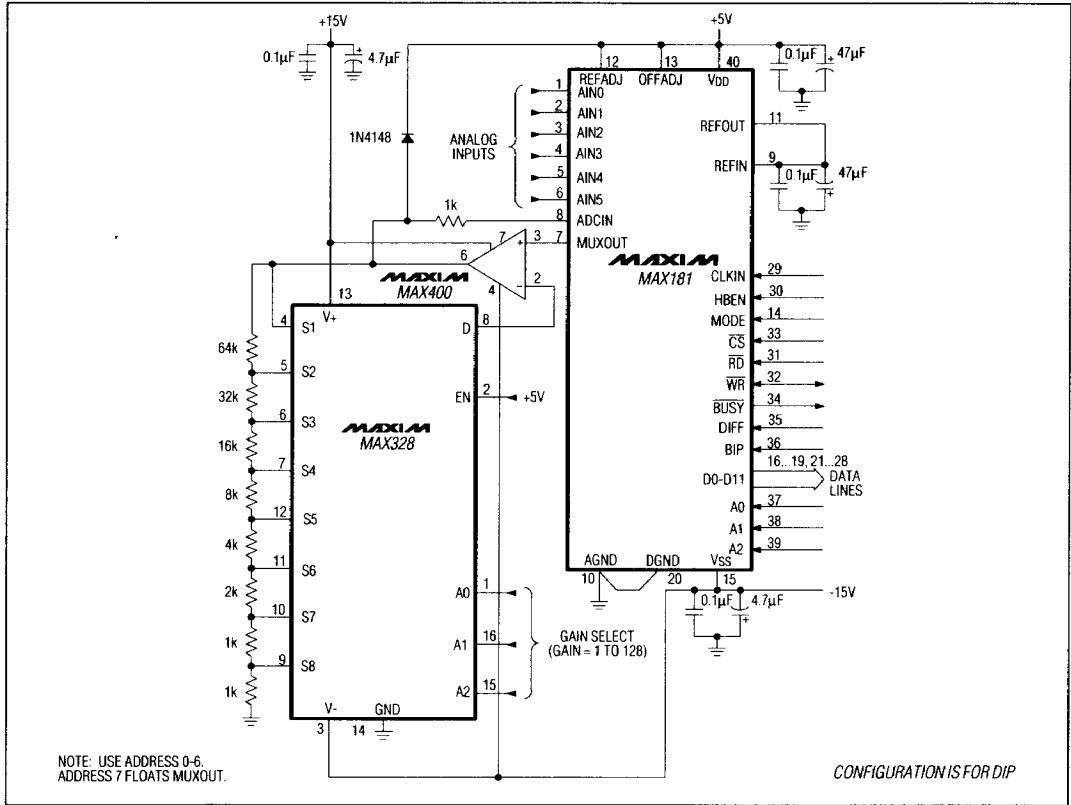 +15V
+5V
0.1µF
4.7µF
0.1µF
47µF
12
13
40
REFADJ
OFFADJ
VDD
1
AIN0
2
AIN1
3
AIN2
4
AIN3
5
AIN4
6
AIN5
ANALOG
INPUTS
1N4148
1k
8
ADCIN
7
MUXOUT
REFOUT
11
REFIN
9
0.1µF
47µF
MAXIM
MAX181
CLKIN
29
HBEN
30
MODE
14
CS
33
RD
31
WR
32
BUSY
34
DIFF
35
BIP
36
D0-D11
16...19, 21...28
DATA
LINES
A0
37
A1
38
A2
39
AGND
DGND
VSS
10
20
15
-15V
0.1µF
4.7µF
7
3
6
2
4
MAXIM
MAX400
13
V+
4
S1
D
8
64k
5
S2
32k
EN
2
+5V
6
S3
16k
MAXIM
MAX328
7
S4
8k
12
S5
4k
11
S6
2k
10
S7
1k
9
S8
1k
A0
1
A1
16
A2
15
GAIN SELECT
(GAIN = 1 TO 128)
V-
GND
3
14
NOTE: USE ADDRESS 0-6.
ADDRESS 7 FLOATS MUXOUT.
CONFIGURATION IS FOR DIP